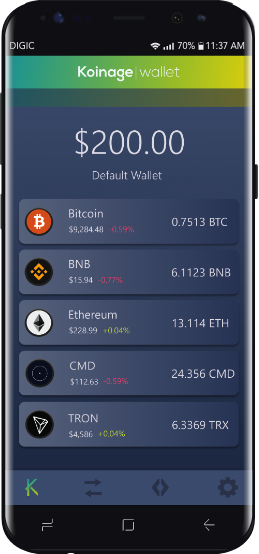 DIGIC 70% 11:37 AM
Koinage|wallet
$200.00
Default Wallet
Bitcoin
$9,284.48 -0.59%
0.7513 BTC
BNB
$15.94 -0.77%
6.1123 BNB
Ethereum
$228.99 +0.04%
13.114 ETH
CMD
$112.63 -0.59%
24.356 CMD
TRON
$4,586 +0.04%
6.3369 TRX